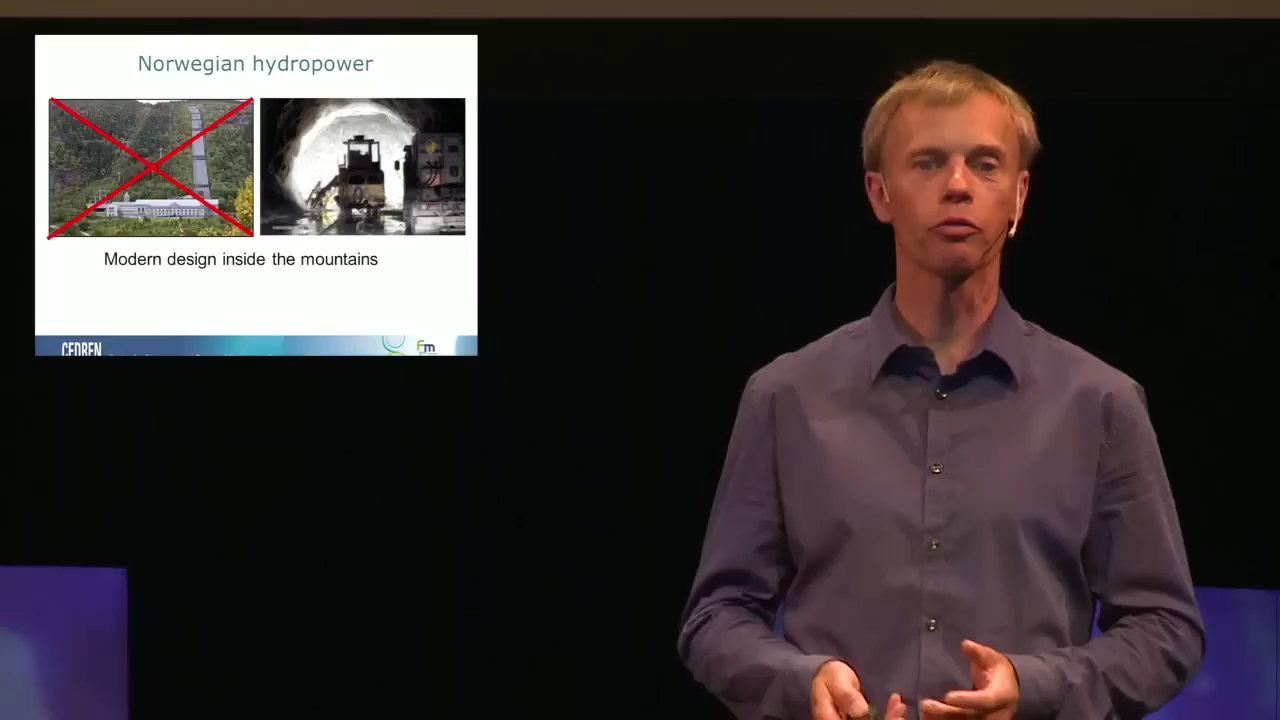 Norwegian hydropower
Modern design inside the mountains
CEDREN